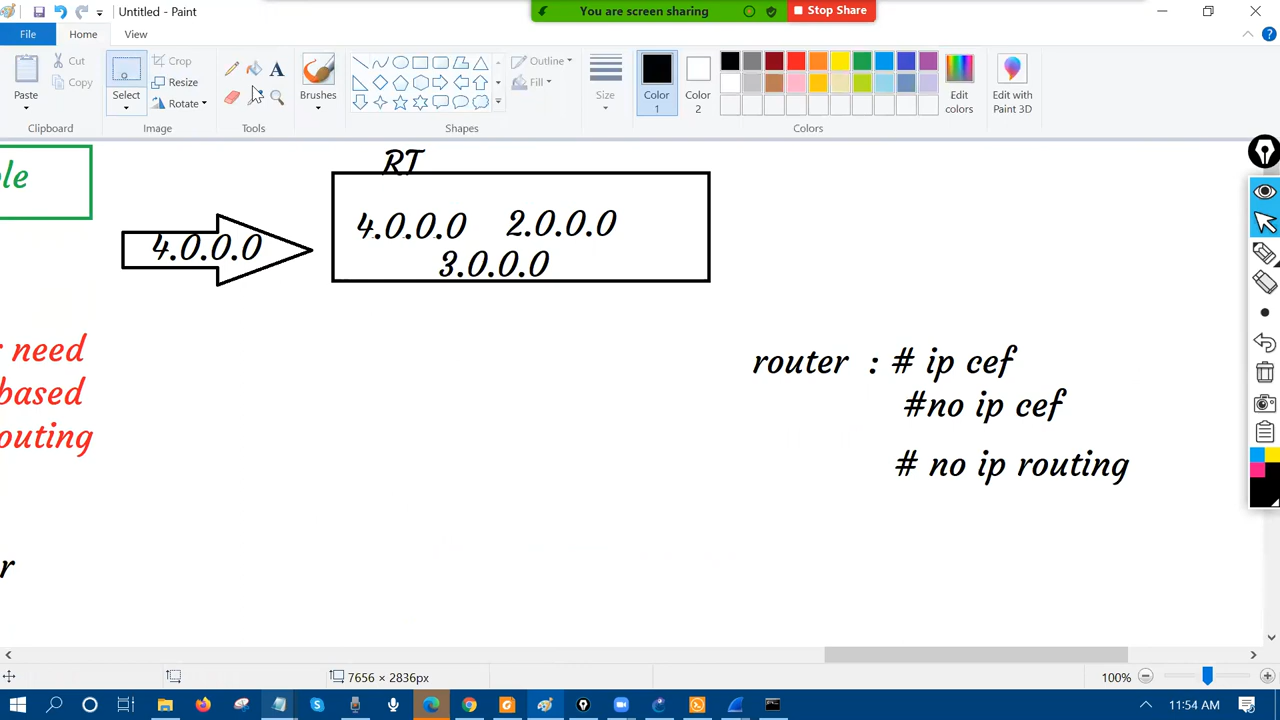 Untitled - Paint
You are screen sharing
Stop Share
File
Home
View
Paste
Cut
Copy
Clipboard
Select
Crop
Resize
Rotate
Image
Tools
Brushes
Outline
Fill
Shapes
Size
Color 1
Color 2
Edit colors
Edit with Paint 3D
Colors
RT
4.0.0.0 2.0.0.0
3.0.0.0
4.0.0.0
need
based
router : # ip cef
#no ip cef
# no ip routing
7656 × 2836px
100%
11:54 AM